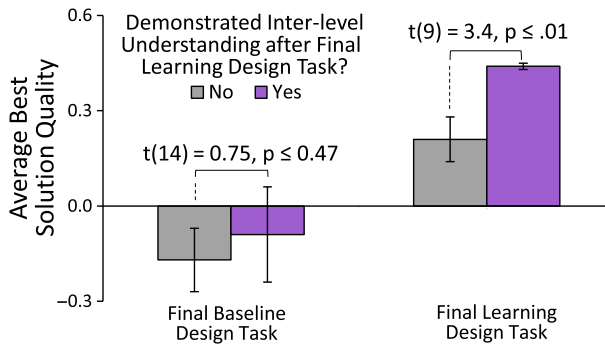 Demonstrated Inter-level
Understanding after Final
Learning Design Task?
No Yes
Average Best
Solution Quality
0.6
0.3
0.0
−0.3
t(14) = 0.75, p ≤ 0.47
t(9) = 3.4, p ≤ .01
Final Baseline
Design Task
Final Learning
Design Task